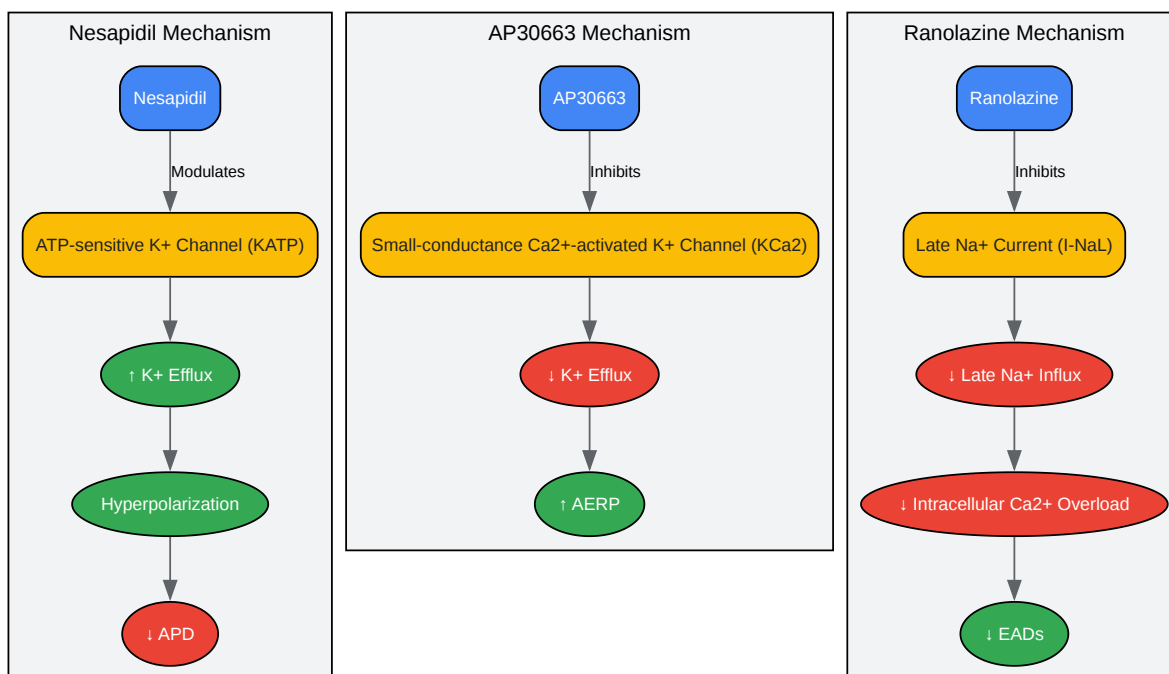 Nesapidil Mechanism
Nesapidil
Modulates
ATP-sensitive K+ Channel (KATP)
↑ K+ Efflux
Hyperpolarization
↓ APD
AP30663 Mechanism
AP30663
Inhibits
Small-conductance Ca2+-activated K+ Channel (KCa2)
↓ K+ Efflux
↑ AERP
Ranolazine Mechanism
Ranolazine
Inhibits
Late Na+ Current (I-NaL)
↓ Late Na+ Influx
↓ Intracellular Ca2+ Overload
↓ EADs